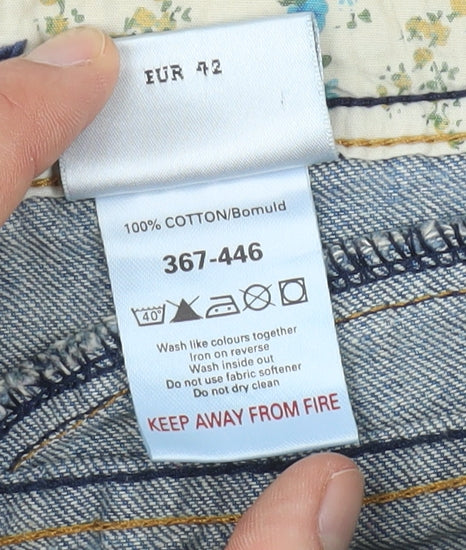 EUR 42
100% COTTON/Bomuld
367-446
40°
Wash like colours together
Iron on reverse
Wash inside out
Do not use fabric softener
Do not dry clean
KEEP AWAY FROM FIRE